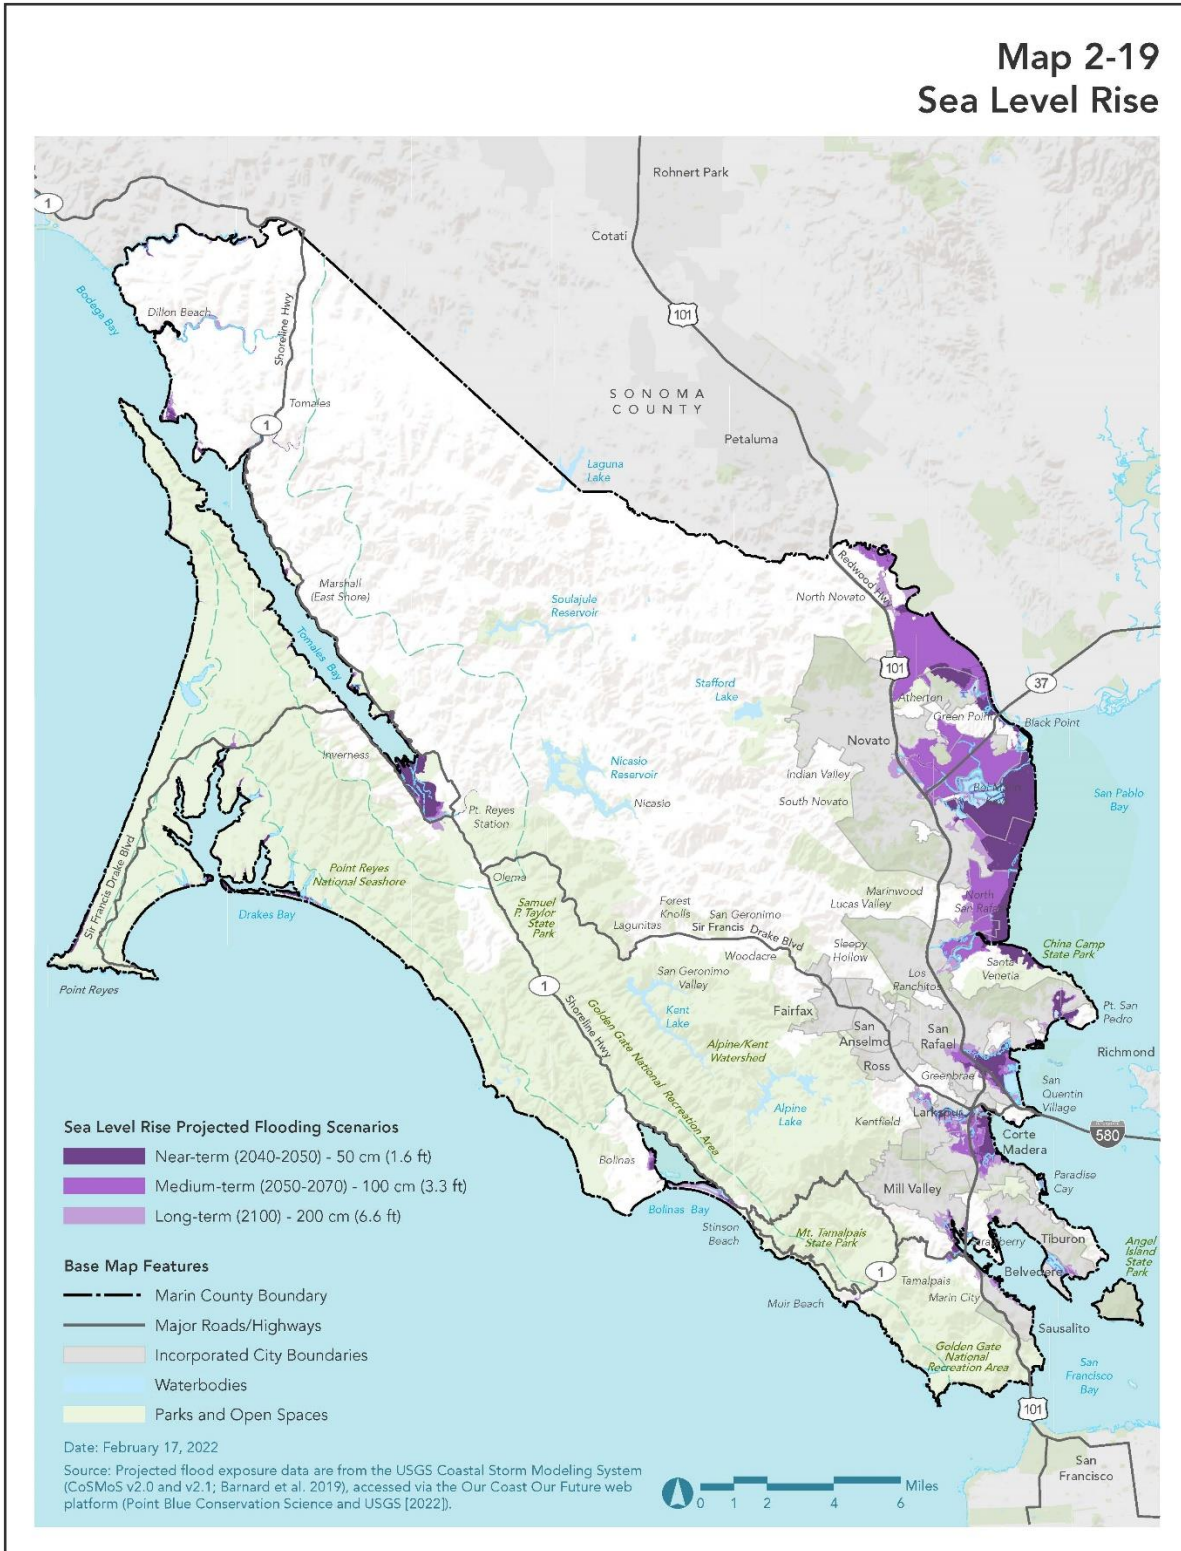 Map 2-19
Sea Level Rise
Rohnert Park
1
Cotati
Bodega Bay
101
Dillon Beach
Shoreline Hwy
SONOMA
COUNTY
Tomales
1
Petaluma
Laguna
Lake
Redwood Hwy
Marshall
(East Shore)
North Novato
Soulajule
Reservoir
Tomales Bay
101
37
Stafford
Lake
Atherton
Green Point
Black Point
Novato
Inverness
Nicasio
Reservoir
Indian Valley
San Pablo
Bay
Nicasio
South Novato
Pt. Reyes
Station
Sir Francis Drake Blvd
Point Reyes
National Seashore
Olema
Marinwood
Lucas Valley
North
San Rafael
Drakes Bay
Samuel
P. Taylor
State
Park
Forest
Knolls
San Geronimo
Lagunitas
Sir Francis Drake Blvd
Woodacre
Sleepy
Hollow
China Camp
State Park
Santa
Venetia
Point Reyes
San Geronimo
Valley
Los
Ranchitos
1
Shoreline Hwy
Golden Gate National Recreation Area
Kent
Lake
Fairfax
Pt. San
Pedro
San
Anselmo
San
Rafael
Alpine/Kent
Watershed
Richmond
Ross
Greenbrae
San
Quentin
Village
Alpine
Lake
Kentfield
Larkspur
580
Corte
Madera
Sea Level Rise Projected Flooding Scenarios
Near-term (2040-2050) - 50 cm (1.6 ft)
Medium-term (2050-2070) - 100 cm (3.3 ft)
Long-term (2100) - 200 cm (6.6 ft)
Bolinas
Paradise
Cay
Mill Valley
Bolinas Bay
Stinson
Beach
Mt. Tamalpais
State Park
Tiburon
Angel
Island
State
Park
Base Map Features
Marin County Boundary
Major Roads/Highways
Incorporated City Boundaries
Waterbodies
Parks and Open Spaces
1
Tamalpais
Belvedere
Marin City
Muir Beach
Sausalito
Golden Gate
National
Recreation Area
San
Francisco
Bay
101
Date: February 17, 2022
Source: Projected flood exposure data are from the USGS Coastal Storm Modeling System
(CoSMoS v2.0 and v2.1; Barnard et al. 2019), accessed via the Our Coast Our Future web
platform (Point Blue Conservation Science and USGS [2022]).
0 1 2 4 6 Miles
San
Francisco